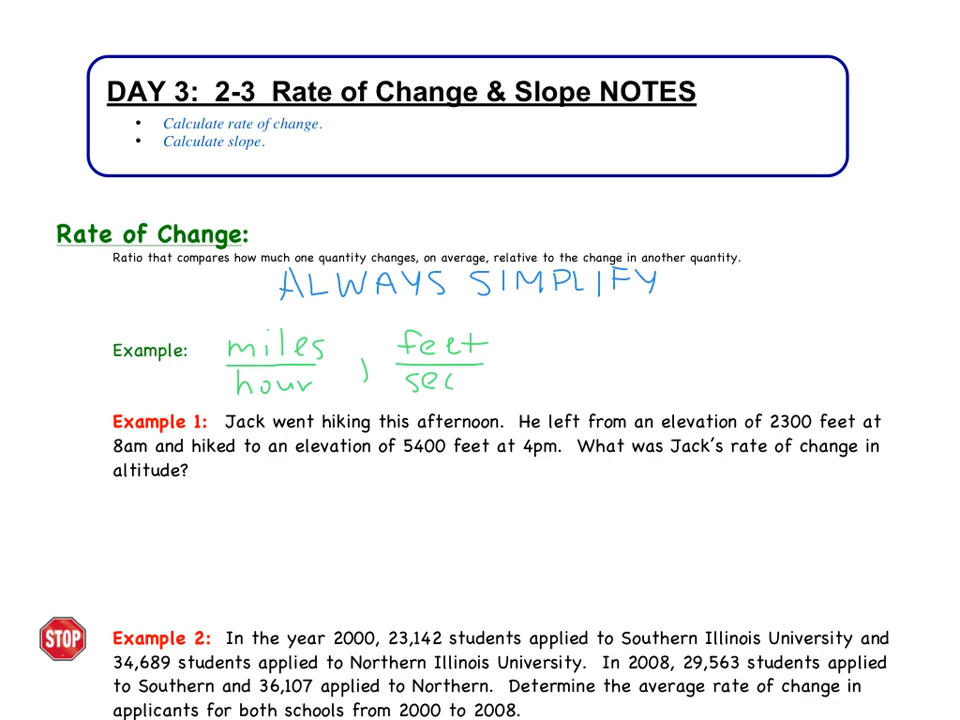 DAY 3: 2-3 Rate of Change & Slope NOTES
• Calculate rate of change.
• Calculate slope.
Rate of Change:
Ratio that compares how much one quantity changes, on average, relative to the change in another quantity.
ALWAYS SIMPLIFY
Example: miles/hour, feet/sec
Example 1: Jack went hiking this afternoon. He left from an elevation of 2300 feet at
8am and hiked to an elevation of 5400 feet at 4pm. What was Jack's rate of change in
altitude?
STOP
Example 2: In the year 2000, 23,142 students applied to Southern Illinois University and
34,689 students applied to Northern Illinois University. In 2008, 29,563 students applied
to Southern and 36,107 applied to Northern. Determine the average rate of change in
applicants for both schools from 2000 to 2008.